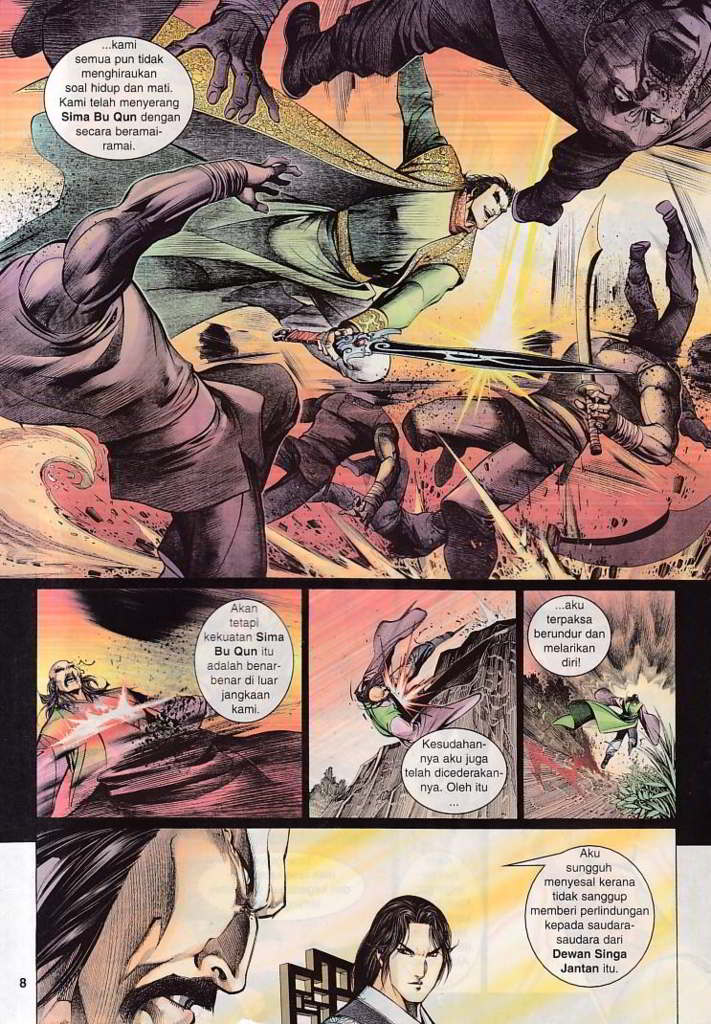 ...kami
semua pun tidak
menghiraukan
soal hidup dan mati.
Kami telah menyerang
Sima Bu Qun dengan
secara beramai-
ramai.
Akan
tetapi
kekuatan Sima
Bu Qun itu
adalah benar-
benar di luar
jangkaan
kami.
Kesudahan-
nya aku juga
telah dicederakan-
nya. Oleh itu
...
...aku
terpaksa
berundur dan
melarikan
diri!
Aku
sungguh
menyesal kerana
tidak sanggup
memberi perlindungan
kepada saudara-
saudara dari
Dewan Singa
Jantan itu.
8